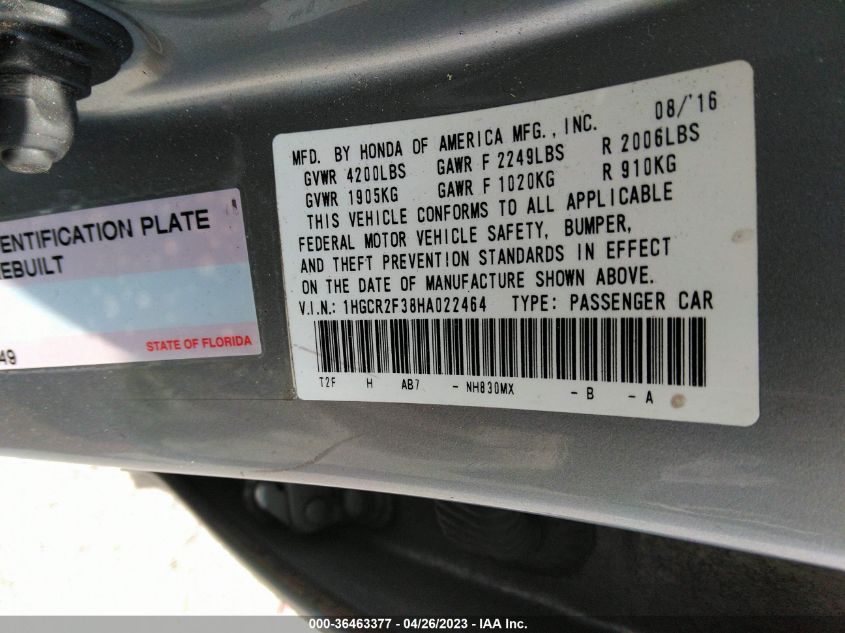 08/'16
MFD. BY HONDA OF AMERICA MFG., INC.
GVWR 4200LBS GAWR F 2249LBS R 2006LBS
GVWR 1905KG GAWR F 1020KG R 910KG
THIS VEHICLE CONFORMS TO ALL APPLICABLE
FEDERAL MOTOR VEHICLE SAFETY, BUMPER,
AND THEFT PREVENTION STANDARDS IN EFFECT
ON THE DATE OF MANUFACTURE SHOWN ABOVE.
V.I.N.: 1HGCR2F38HA022464 TYPE: PASSENGER CAR
T2F H AB7 - NH830MX - B - A
ENTIFICATION PLATE
EBUILT
49
STATE OF FLORIDA
000-36463377 - 04/26/2023 - IAA Inc.